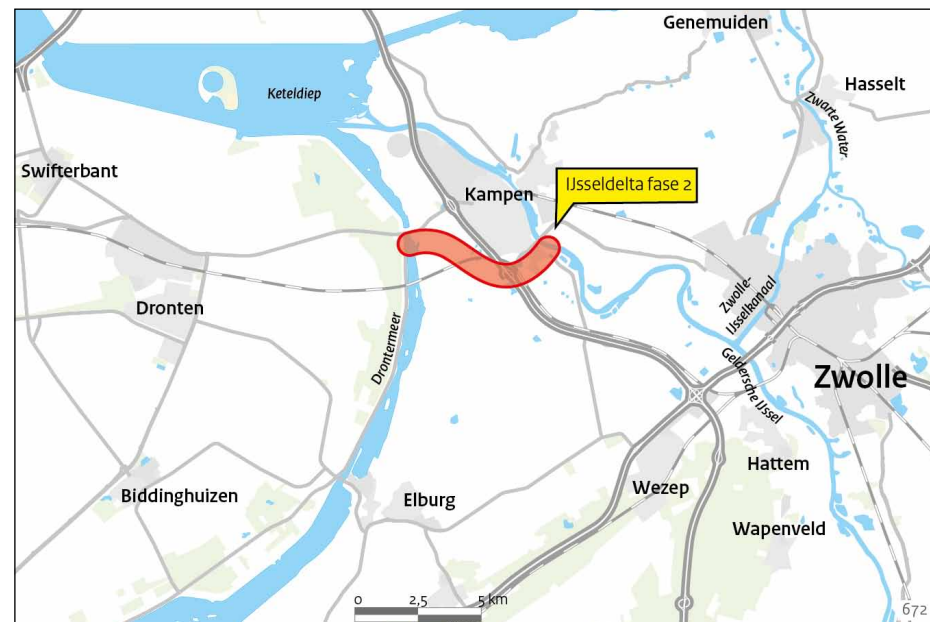 Genemuiden
Hasselt
Keteldiep
Zwarte Water
Swifterbant
Kampen
IJsseldelta fase 2
Dronten
Zwolle-
IJsselkanaal
Drontermeer
Geldersche IJssel
Zwolle
Hattem
Biddinghuizen
Elburg
Wezep
Wapenveld
0 2,5 5 km
672